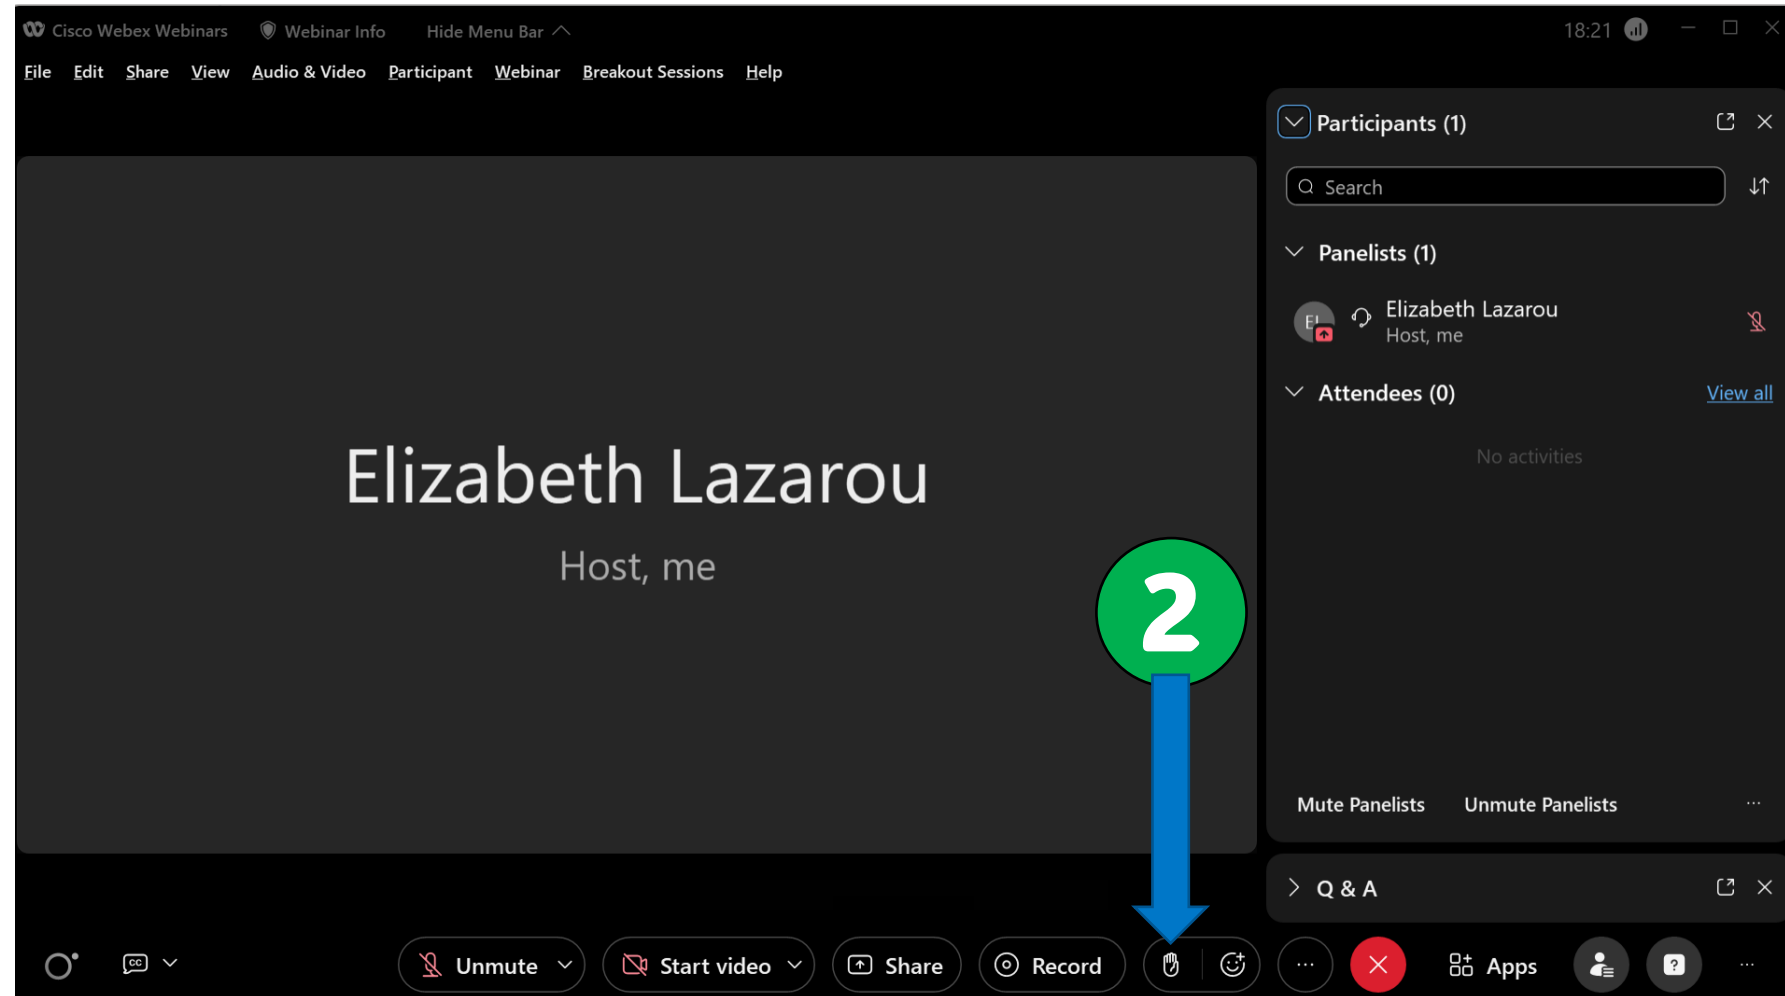 Cisco Webex Webinars Webinar Info Hide Menu Bar 18:21
File Edit Share View Audio & Video Participant Webinar Breakout Sessions Help
Participants (1)
Search
Panelists (1)
EL Elizabeth Lazarou
Host, me
Attendees (0) View all
No activities
Elizabeth Lazarou
Host, me
2
Mute Panelists Unmute Panelists ...
Q & A
CC Unmute Start video Share Record ... Apps ? ...